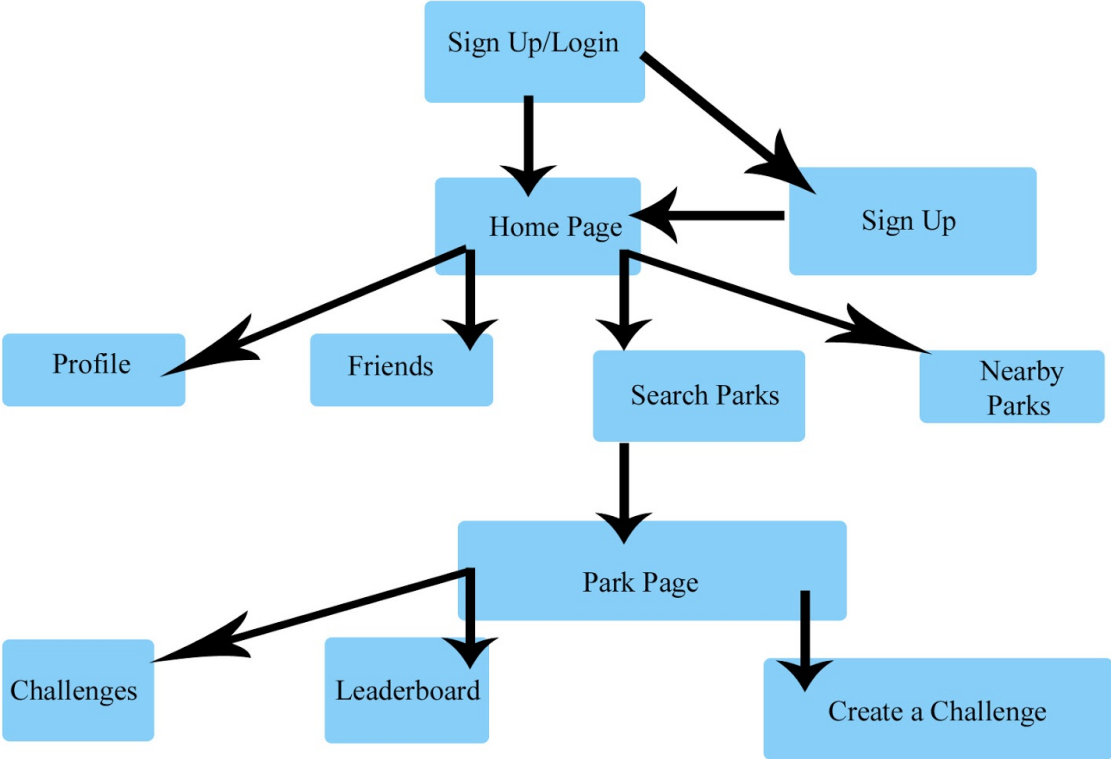 Sign Up/Login
Home Page
Sign Up
Profile
Friends
Search Parks
Nearby
Parks
Park Page
Challenges
Leaderboard
Create a Challenge